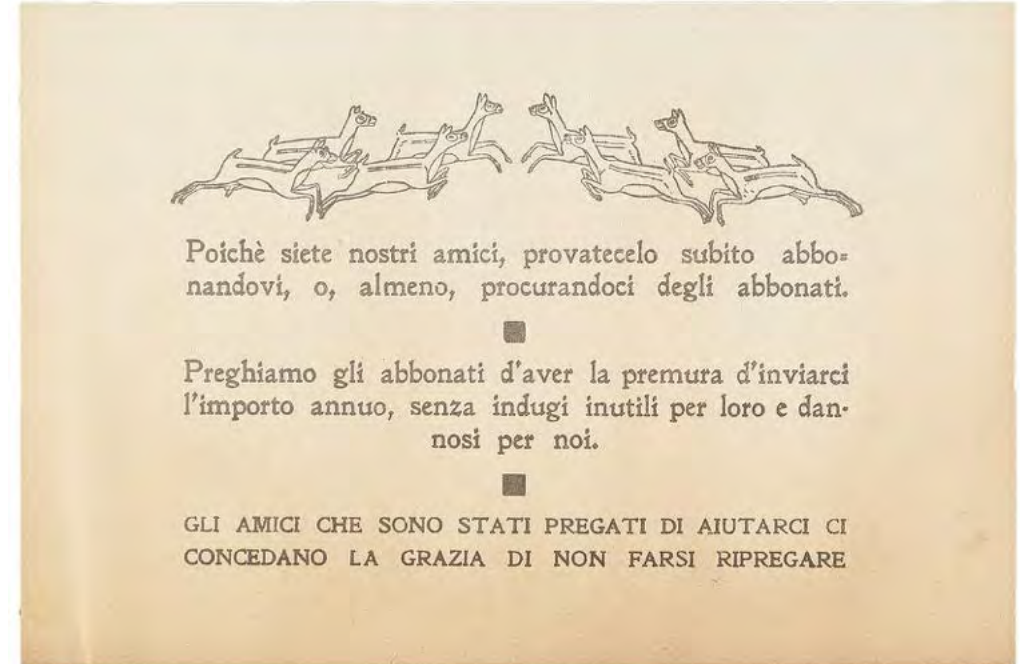 Poichè siete nostri amici, provatecelo subito abbo=
nandovi, o, almeno, procurandoci degli abbonati.
Preghiamo gli abbonati d'aver la premura d'inviarci
l'importo annuo, senza indugi inutili per loro e dan-
nosi per noi.
GLI AMICI CHE SONO STATI PREGATI DI AIUTARCI CI
CONCEDANO LA GRAZIA DI NON FARSI RIPREGARE